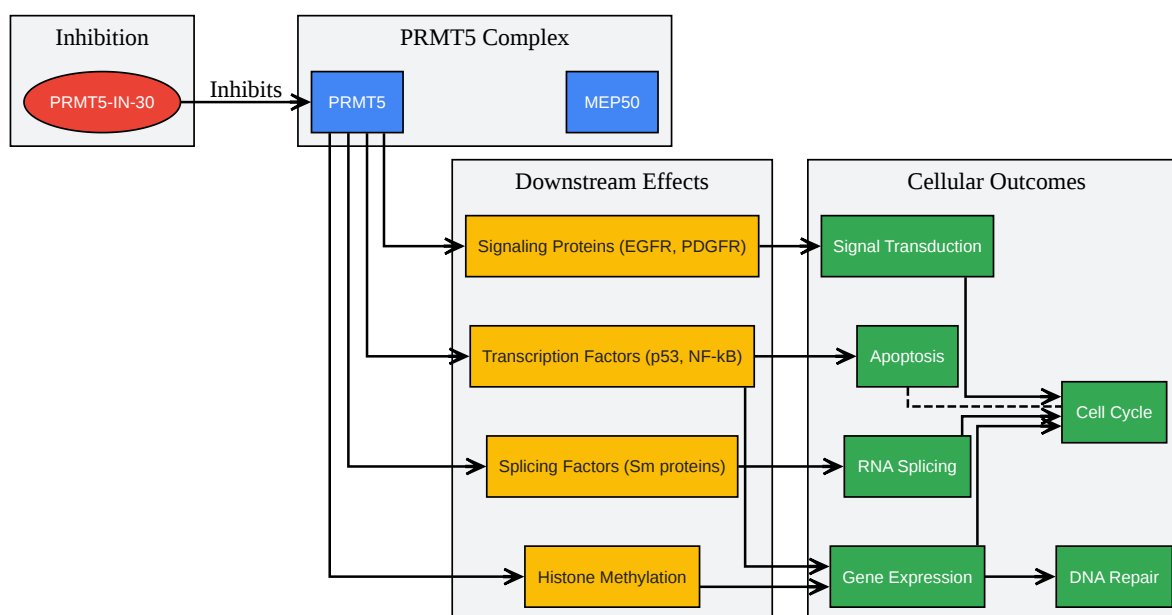 Inhibition
PRMT5 Complex
PRMT5-IN-30
Inhibits
PRMT5
MEP50
Downstream Effects
Cellular Outcomes
Signaling Proteins (EGFR, PDGFR)
Signal Transduction
Transcription Factors (p53, NF-kB)
Apoptosis
Cell Cycle
Splicing Factors (Sm proteins)
RNA Splicing
Histone Methylation
Gene Expression
DNA Repair